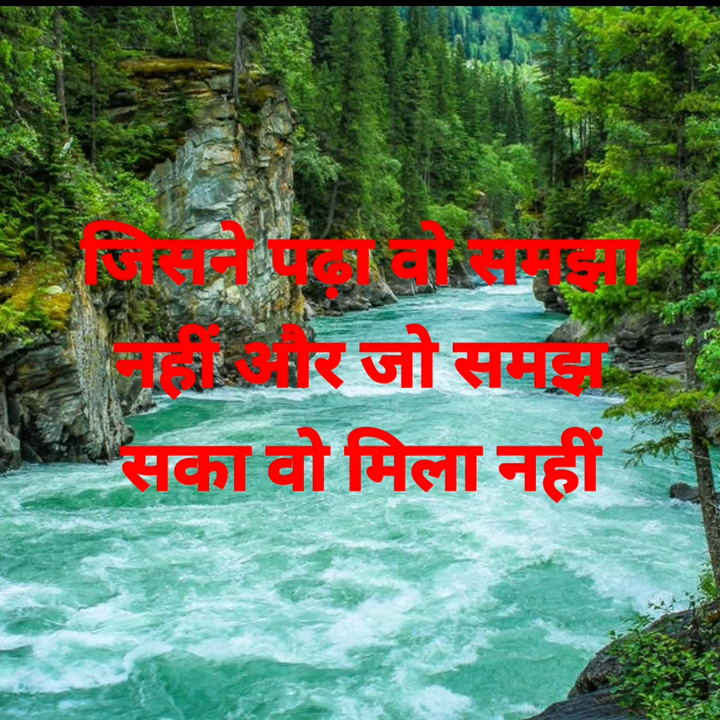 जिसने पढ़ा वो समझा
नहीं और जो समझ
सका वो मिला नहीं